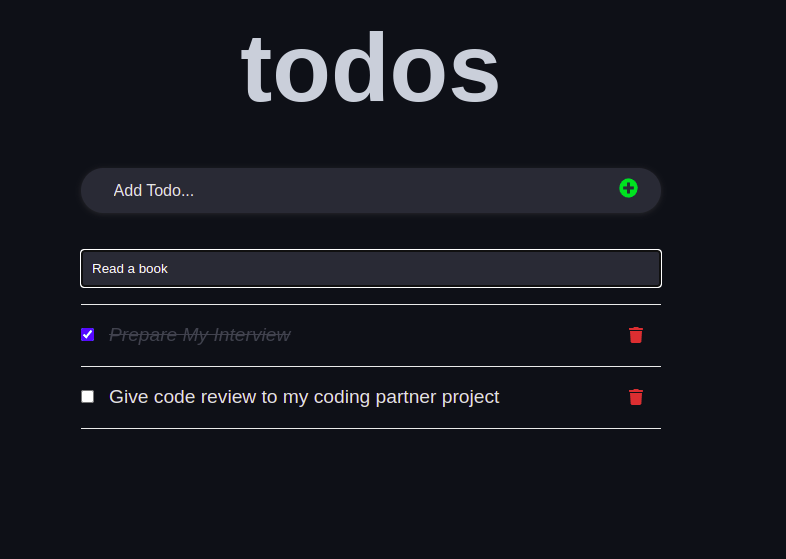 todos
Add Todo...
Read a book
Prepare My Interview
Give code review to my coding partner project